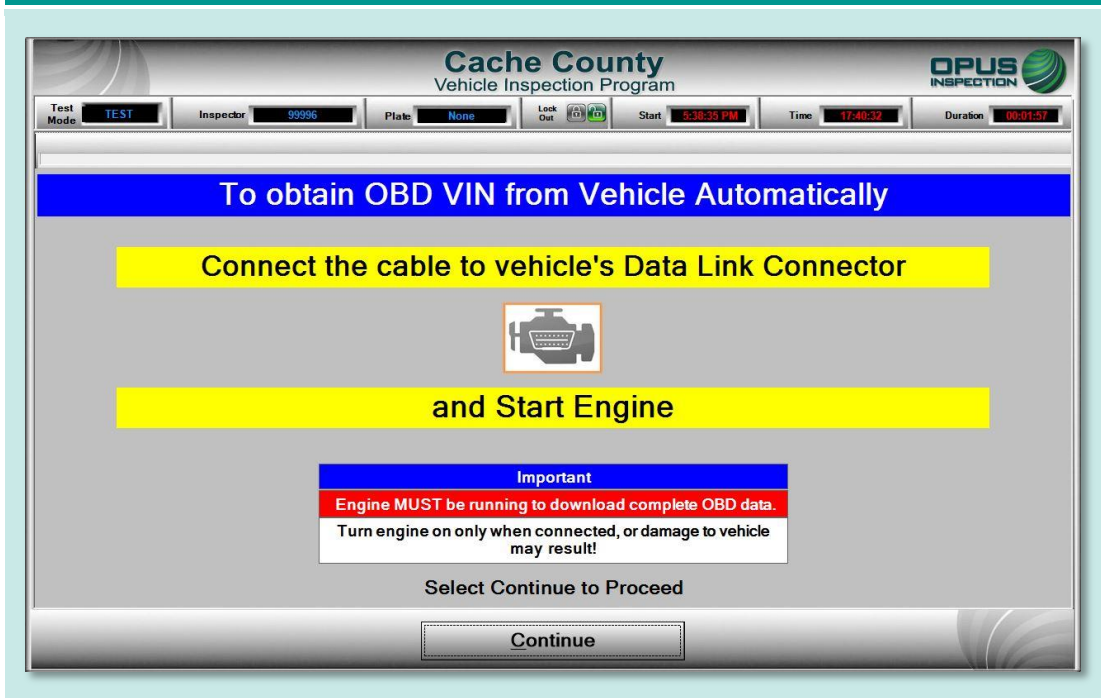 Cache County
Vehicle Inspection Program
OPUS
INSPECTION
Test Mode TEST Inspector 99996 Plate None Lock Out Start 5:38:35 PM Time 17:40:32 Duration 00:01:57
To obtain OBD VIN from Vehicle Automatically
Connect the cable to vehicle's Data Link Connector
and Start Engine
Important
Engine MUST be running to download complete OBD data.
Turn engine on only when connected, or damage to vehicle
may result!
Select Continue to Proceed
Continue